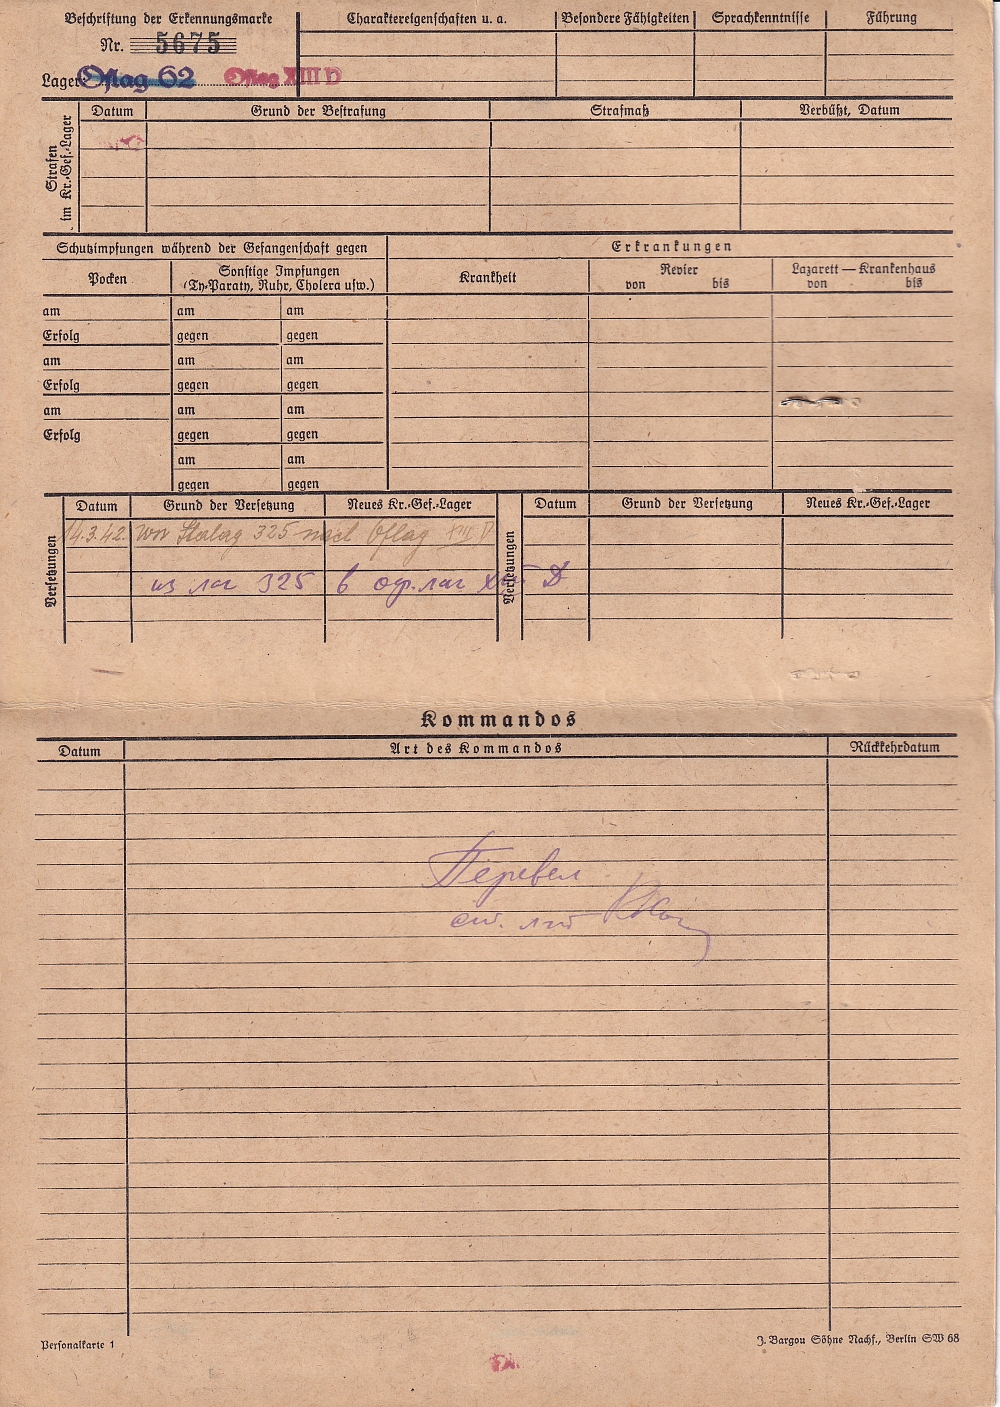 Beschriftung der Erkennungsmarke
Nr. 5675
Lager: Oflag 62 Oflag XIII D
Charaktereigenschaften u. a.
Besondere Fähigkeiten
Sprachkenntnisse
Führung
Strafen im Kr.-Gef.-Lager
Datum
Grund der Bestrafung
Strafmaß
Verbüßt, Datum
Schutzimpfungen während der Gefangenschaft gegen
Erkrankungen
Pocken
Sonstige Impfungen
(Ty-Paraty, Ruhr, Cholera usw.)
Krankheit
Revier
von bis
Lazarett — Krankenhaus
von bis
am am am
Erfolg gegen gegen
am am am
Erfolg gegen gegen
am am am
Erfolg gegen gegen
am am
gegen gegen
Versetzungen
Datum
Grund der Versetzung
Neues Kr.-Gef.-Lager
Versetzungen
Datum
Grund der Versetzung
Neues Kr.-Gef.-Lager
14.3.42. von Stalag 325 nach Oflag XIII D
из лаг 325 в оф.лаг XIII D
Kommandos
Datum
Art des Kommandos
Rückkehrdatum
Перевел
Personalkarte 1
J. Bargou Söhne Nachf., Berlin SW 68